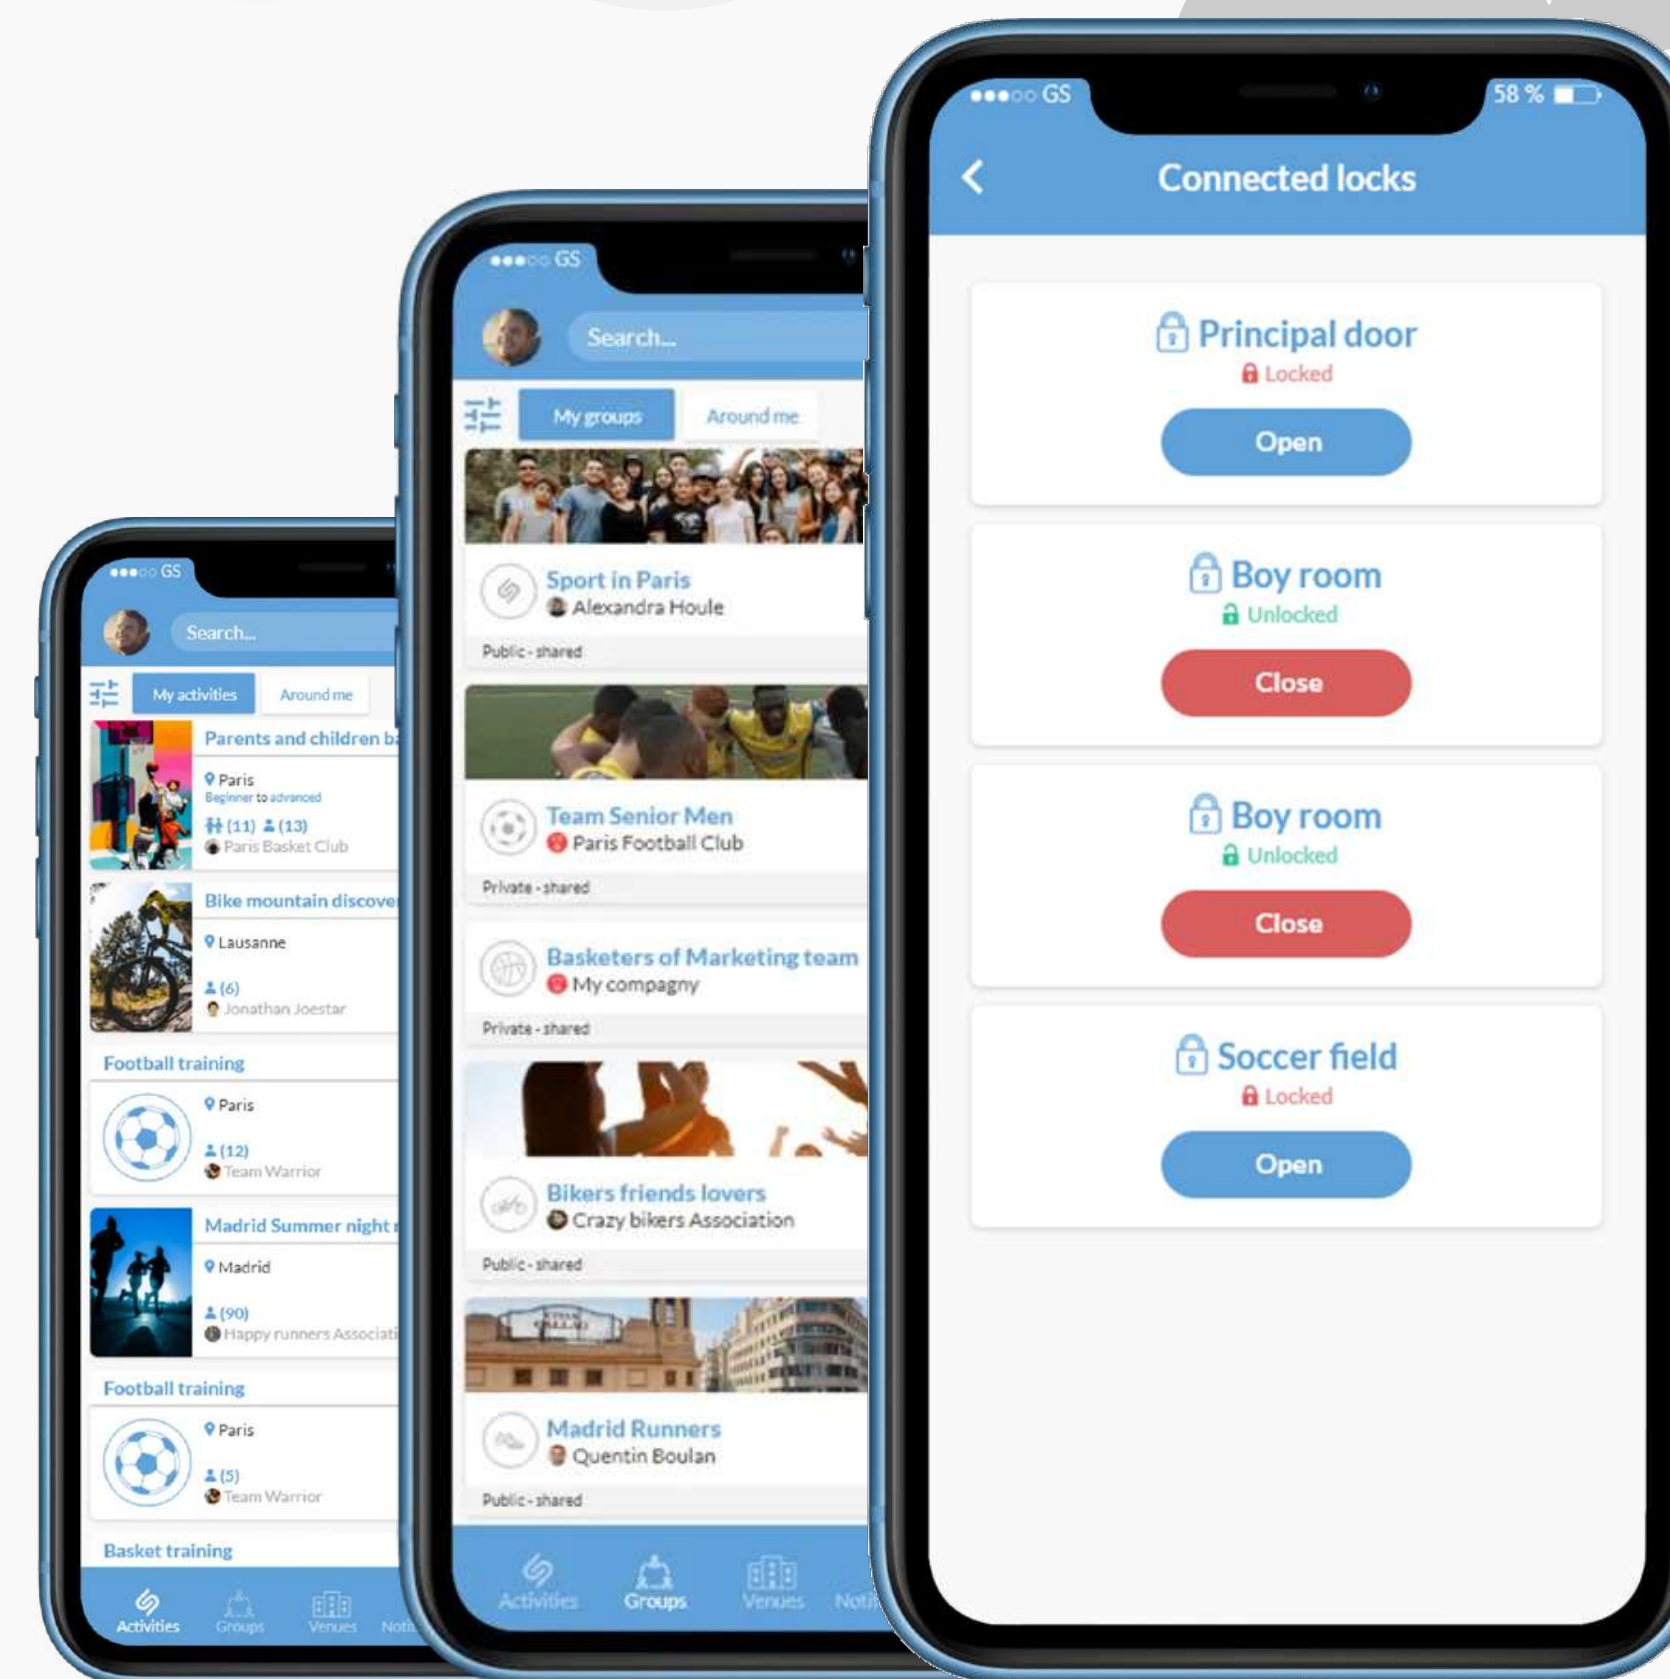 GS
Search...
My activities
Around me
Parents and children ba
Paris
Beginner to advanced
(11) (13)
Paris Basket Club
Bike mountain discove
Lausanne
(6)
Jonathan Joestar
Football training
Paris
(12)
Team Warrior
Madrid Summer night r
Madrid
(90)
Happy runners Associati
Football training
Paris
(5)
Team Warrior
Basket training
Activities
Groups
Venues
Noti
GS
Search...
My groups
Around me
Sport in Paris
Alexandra Houle
Public - shared
Team Senior Men
Paris Football Club
Private - shared
Basketers of Marketing team
My compagny
Private - shared
Bikers friends lovers
Crazy bikers Association
Public - shared
Madrid Runners
Quentin Boulan
Public - shared
Activities
Groups
Venues
Noti
GS
58 %
Connected locks
Principal door
Locked
Open
Boy room
Unlocked
Close
Boy room
Unlocked
Close
Soccer field
Locked
Open